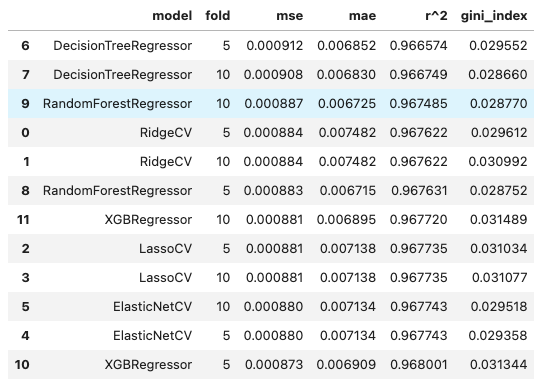 model fold mse mae r^2 gini_index
6 DecisionTreeRegressor 5 0.000912 0.006852 0.966574 0.029552
7 DecisionTreeRegressor 10 0.000908 0.006830 0.966749 0.028660
9 RandomForestRegressor 10 0.000887 0.006725 0.967485 0.028770
0 RidgeCV 5 0.000884 0.007482 0.967622 0.029612
1 RidgeCV 10 0.000884 0.007482 0.967622 0.030992
8 RandomForestRegressor 5 0.000883 0.006715 0.967631 0.028752
11 XGBRegressor 10 0.000881 0.006895 0.967720 0.031489
2 LassoCV 5 0.000881 0.007138 0.967735 0.031034
3 LassoCV 10 0.000881 0.007138 0.967735 0.031077
5 ElasticNetCV 10 0.000880 0.007134 0.967743 0.029518
4 ElasticNetCV 5 0.000880 0.007134 0.967743 0.029358
10 XGBRegressor 5 0.000873 0.006909 0.968001 0.031344